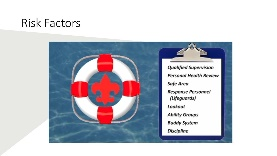 Risk Factors
Qualified Supervision
Personal Health Review
Safe Area
Response Personnel
(Lifeguards)
Lookout
Ability Groups
Buddy System
Discipline